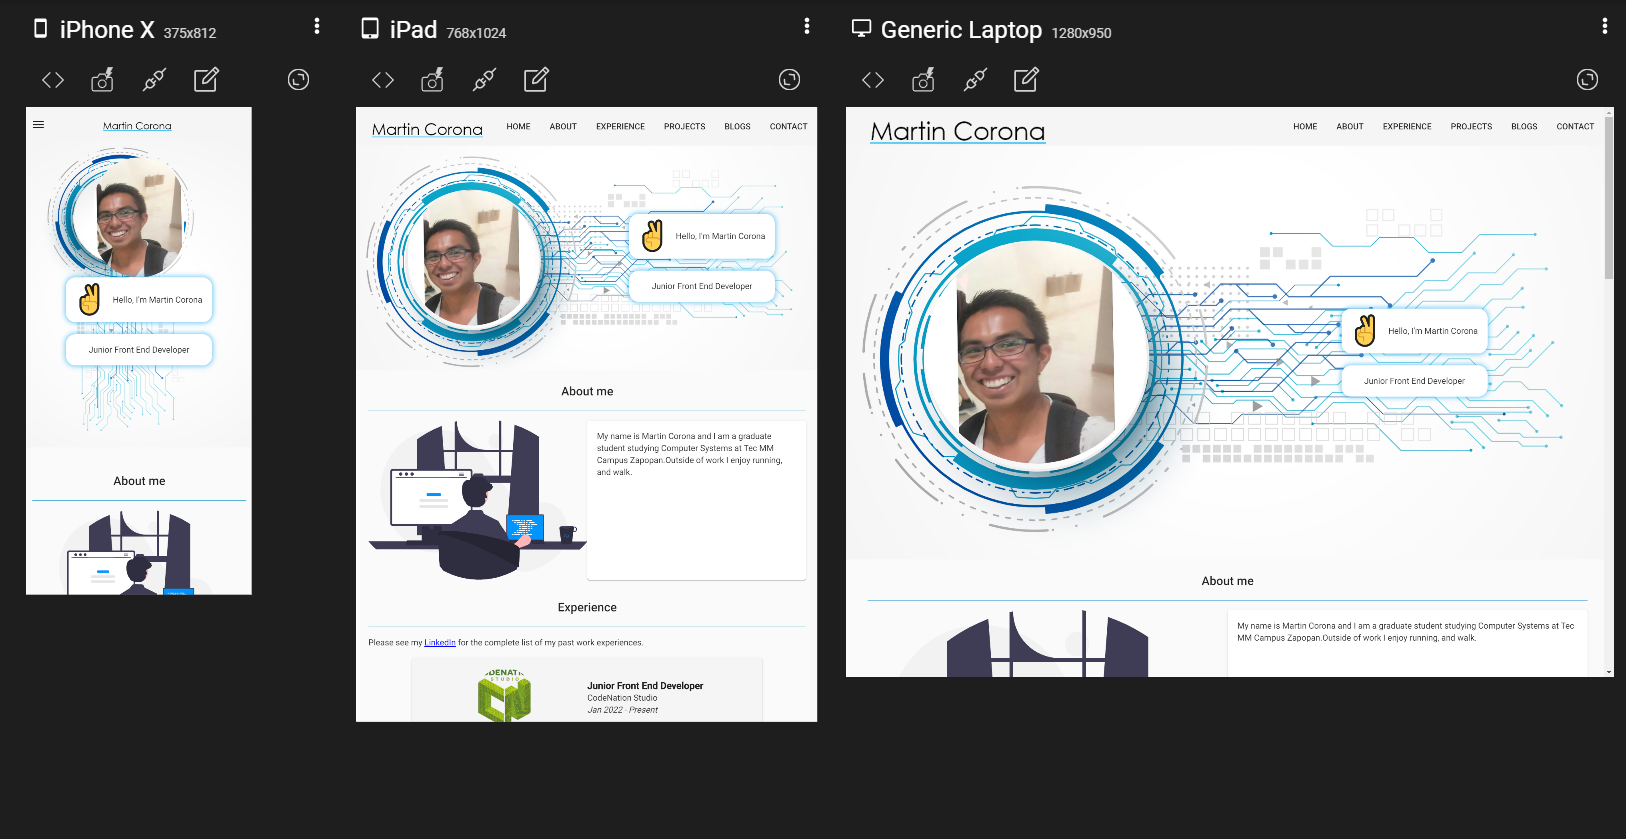 iPhone X 375x812
Martin Corona
Hello, I'm Martin Corona
Junior Front End Developer
About me
iPad 768x1024
Martin Corona HOME ABOUT EXPERIENCE PROJECTS BLOGS CONTACT
Hello, I'm Martin Corona
Junior Front End Developer
About me
My name is Martin Corona and I am a graduate
student studying Computer Systems at Tec MM
Campus Zapopan.Outside of work I enjoy running,
and walk.
Experience
Please see my LinkedIn for the complete list of my past work experiences.
STUDIO
CN
Junior Front End Developer
CodeNation Studio
Jan 2022 - Present
Generic Laptop 1280x950
Martin Corona HOME ABOUT EXPERIENCE PROJECTS BLOGS CONTACT
Hello, I'm Martin Corona
Junior Front End Developer
About me
My name is Martin Corona and I am a graduate student studying Computer Systems at Tec
MM Campus Zapopan.Outside of work I enjoy running, and walk.